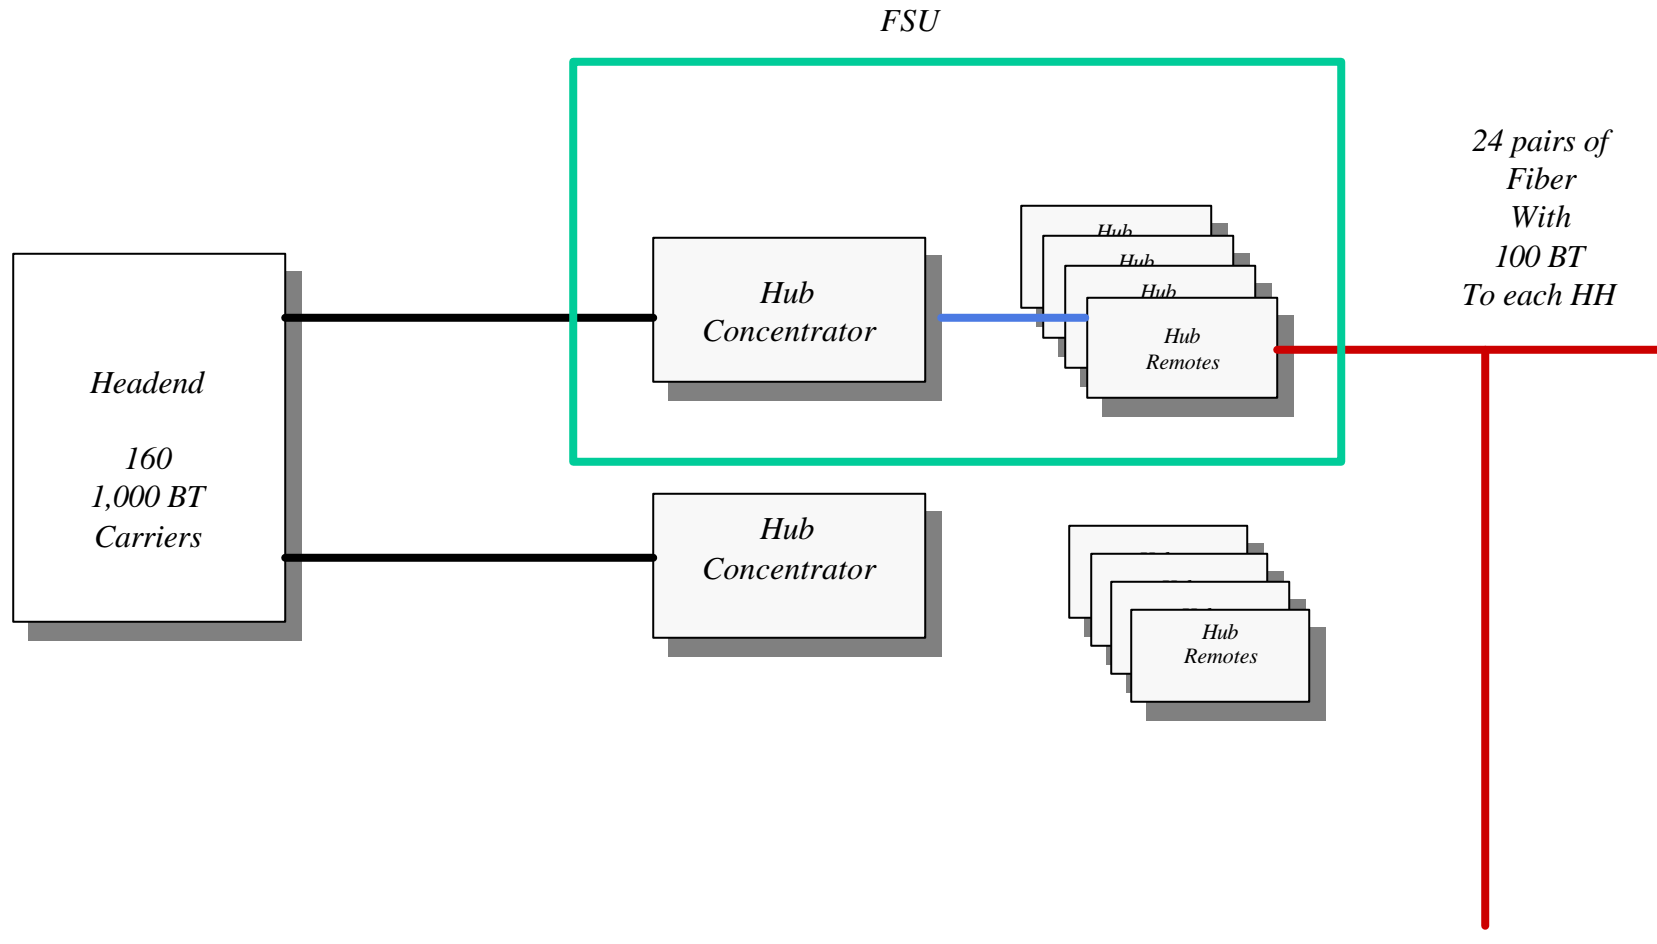 FSU
24 pairs of
Fiber
With
100 BT
To each HH
Hub
Hub
Hub
Hub
Remotes
Hub
Concentrator
Headend
160
1,000 BT
Carriers
Hub
Concentrator
Hub
Remotes